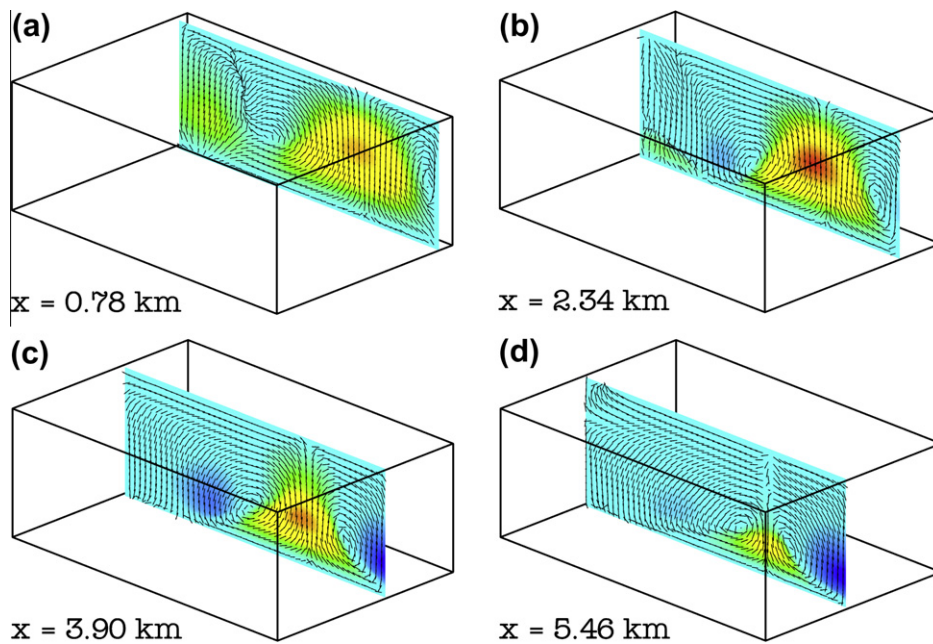 (a)
(b)
x = 0.78 km
x = 2.34 km
(c)
(d)
x = 3.90 km
x = 5.46 km